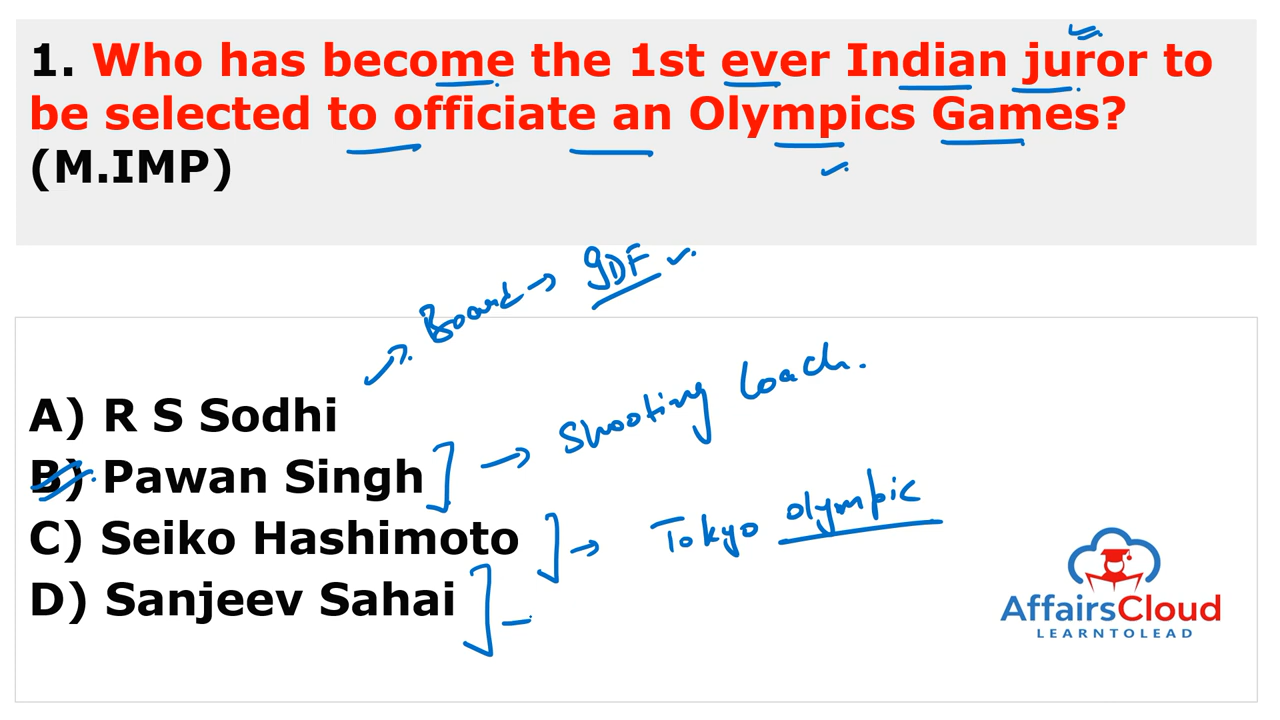 1. Who has become the 1st ever Indian juror to
be selected to officiate an Olympics Games?
(M.IMP)
Board → gDF
A) R S Sodhi
B) Pawan Singh → Shooting Coach.
C) Seiko Hashimoto → Tokyo olympic
D) Sanjeev Sahai
AffairsCloud
LEARNTOLEAD